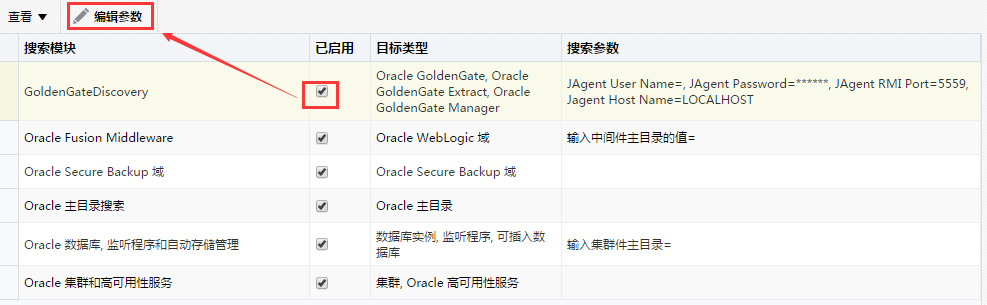 查看
编辑参数
搜索模块 已启用 目标类型 搜索参数
GoldenGateDiscovery
Oracle GoldenGate, Oracle
GoldenGate Extract, Oracle
GoldenGate Manager
JAgent User Name=, JAgent Password=******, JAgent RMI Port=5559,
Jagent Host Name=LOCALHOST
Oracle Fusion Middleware Oracle WebLogic 域 输入中间件主目录的值=
Oracle Secure Backup 域 Oracle Secure Backup 域
Oracle 主目录搜索 Oracle 主目录
Oracle 数据库, 监听程序和自动存储管理
数据库实例, 监听程序, 可插入数
据库
输入集群件主目录=
Oracle 集群和高可用性服务 集群, Oracle 高可用性服务